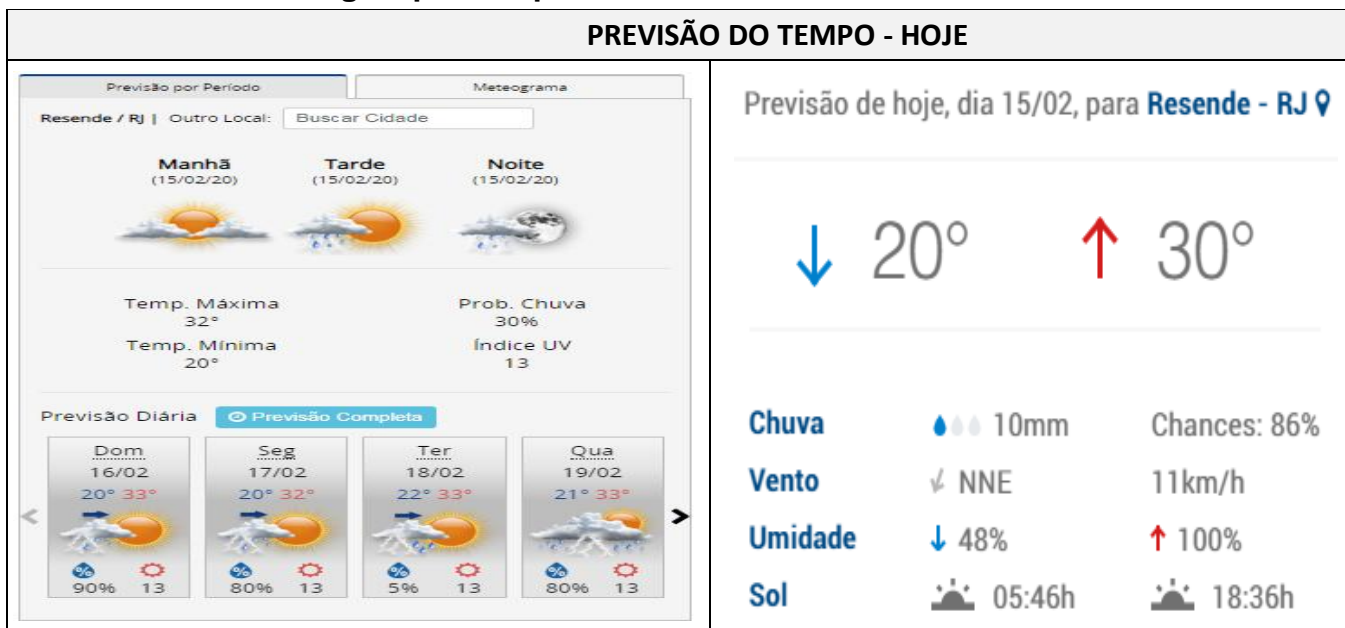 PREVISÃO DO TEMPO - HOJE
Previsão por Período Meteograma
Resende / RJ | Outro Local: Buscar Cidade
Manhã Tarde Noite
(15/02/20) (15/02/20) (15/02/20)
Temp. Máxima Prob. Chuva
32° 30%
Temp. Mínima Índice UV
20° 13
Previsão Diária Previsão Completa
Dom Seg Ter Qua
16/02 17/02 18/02 19/02
20° 33° 20° 32° 22° 33° 21° 33°
90% 13 80% 13 5% 13 80% 13
Previsão de hoje, dia 15/02, para Resende - RJ
20° 30°
Chuva 10mm Chances: 86%
Vento NNE 11km/h
Umidade 48% 100%
Sol 05:46h 18:36h